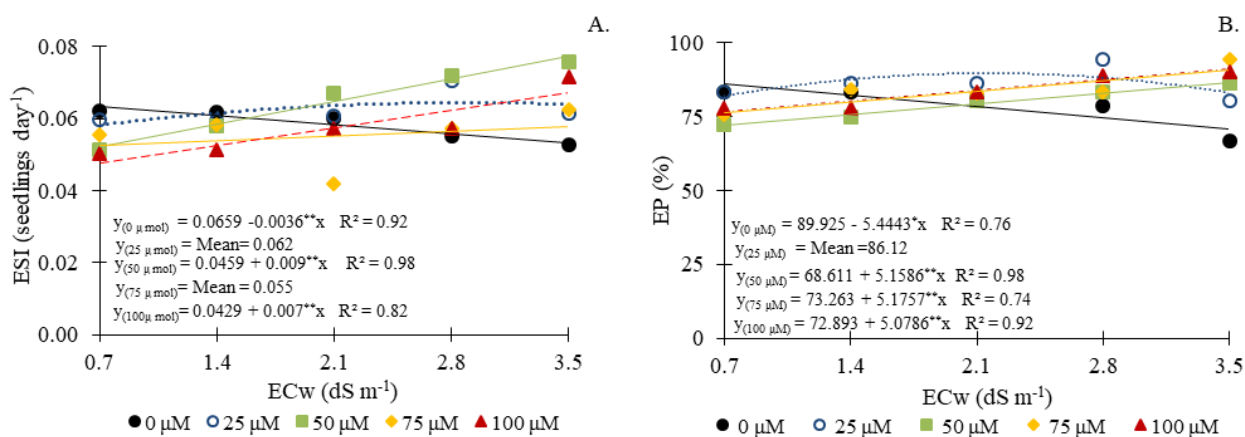 A.
ESI (seedlings day⁻¹)
0.08
0.06
0.04
0.02
0.00
y(0 µ mol) = 0.0659 -0.0036**x R² = 0.92
y(25 µ mol) = Mean= 0.062
y(50 µ mol) = 0.0459 + 0.009**x R² = 0.98
y(75 µ mol) = Mean = 0.055
y(100µ mol)= 0.0429 + 0.007**x R² = 0.82
0.7 1.4 2.1 2.8 3.5
ECw (dS m⁻¹)
0 µM 25 µM 50 µM 75 µM 100 µM
B.
EP (%)
100
75
50
25
0
y(0 µM) = 89.925 - 5.4443*x R² = 0.76
y(25 µM) = Mean =86.12
y(50 µM) = 68.611 + 5.1586**x R² = 0.98
y(75 µM) = 73.263 + 5.1757**x R² = 0.74
y(100 µM) = 72.893 + 5.0786**x R² = 0.92
0.7 1.4 2.1 2.8 3.5
ECw (dS m⁻¹)
0 µM 25 µM 50 µM 75 µM 100 µM